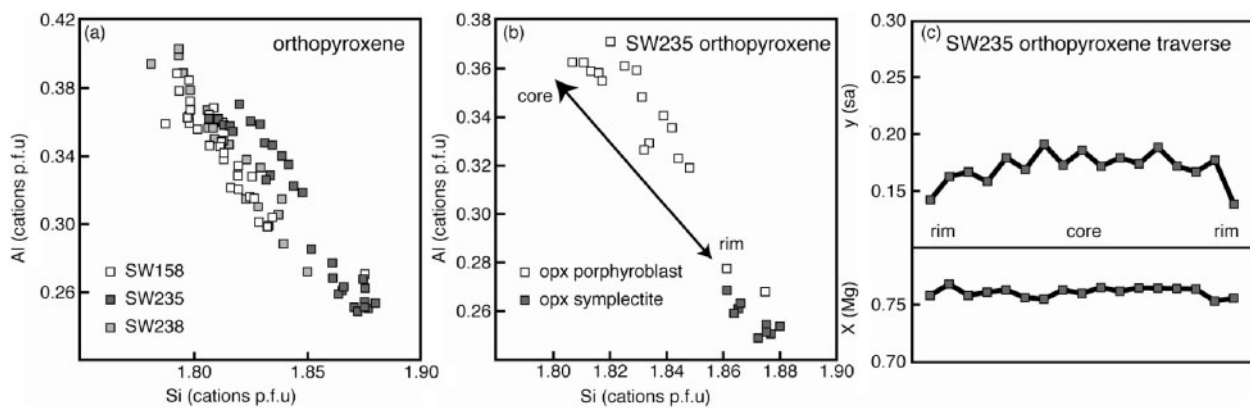 (a)
orthopyroxene
0.42
0.38
0.34
0.30
0.26
Al (cations p.f.u)
SW158
SW235
SW238
1.80
1.85
1.90
Si (cations p.f.u)
(b)
SW235 orthopyroxene
0.38
0.36
0.34
0.32
0.30
0.28
0.26
Al (cations p.f.u)
core
rim
opx porphyroblast
opx symplectite
1.80
1.82
1.84
1.86
1.88
1.90
Si (cations p.f.u)
(c)
SW235 orthopyroxene traverse
0.30
0.25
0.20
0.15
y (sa)
rim
core
rim
0.75
0.70
X (Mg)